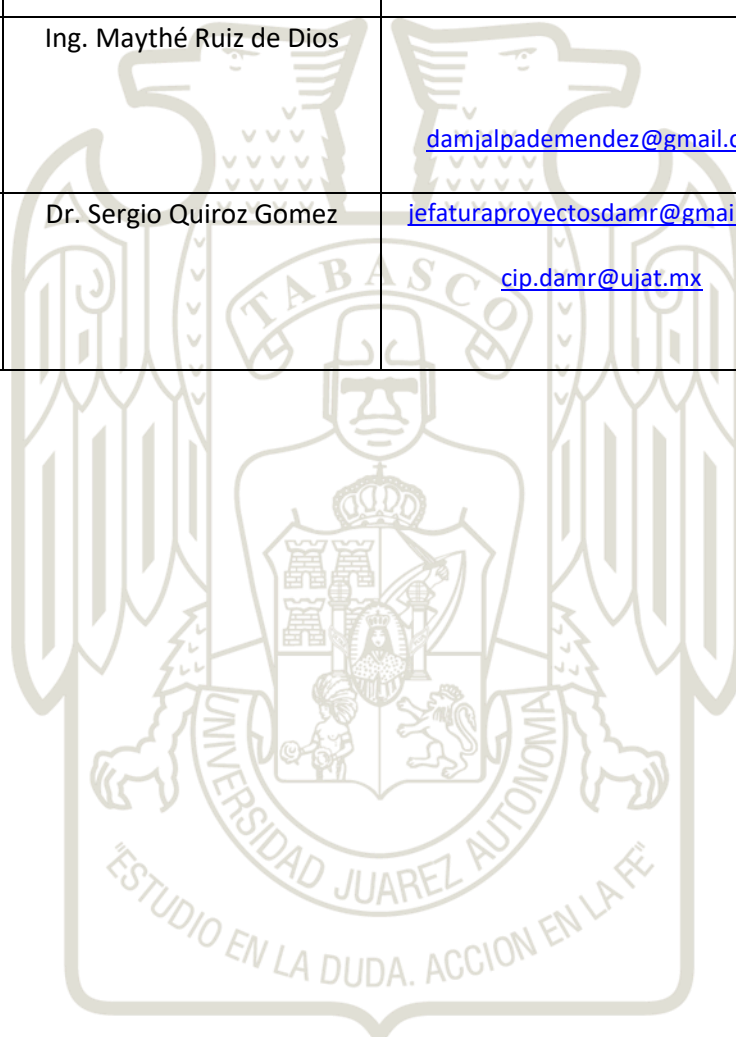 Ing. Maythé Ruiz de Dios
damjalpademendez@gmail.c
Dr. Sergio Quiroz Gomez
jefaturaproyectosdamr@gmai
cip.damr@ujat.mx
TABASCO
UNIVERSIDAD JUAREZ AUTONOMA
"ESTUDIO EN LA DUDA. ACCION EN LA FE"